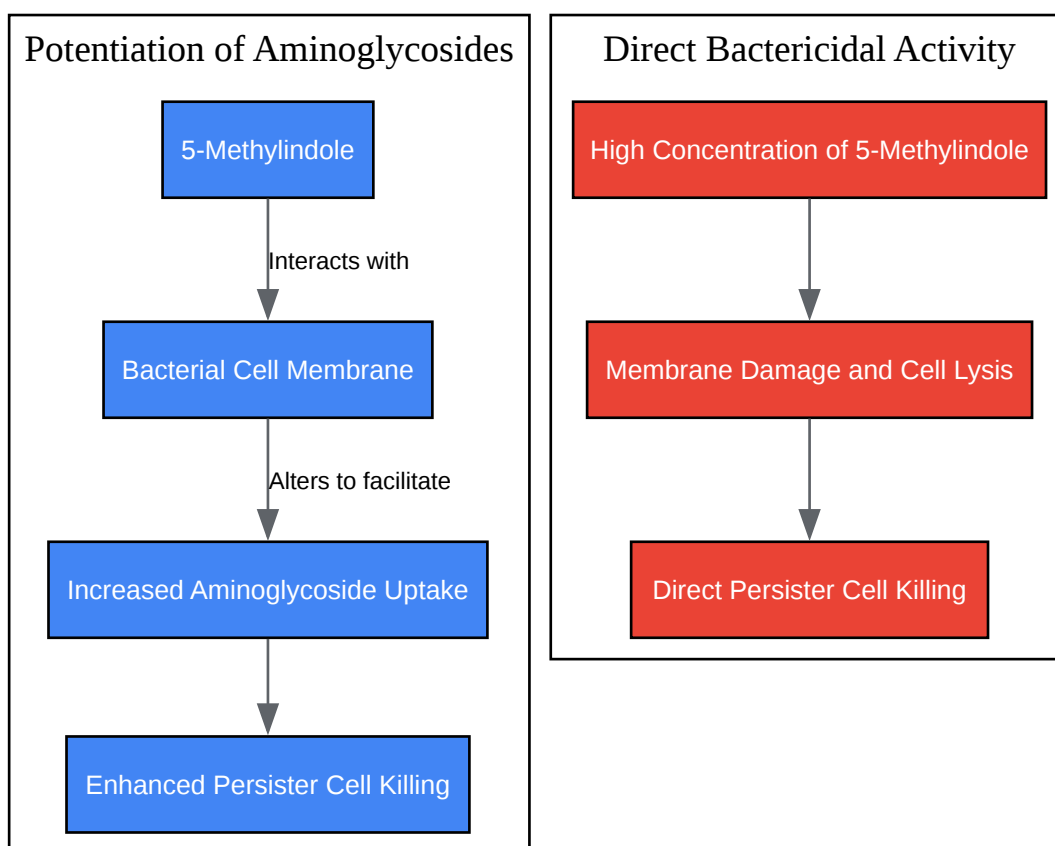 Potentiation of Aminoglycosides
5-Methylindole
Interacts with
Bacterial Cell Membrane
Alters to facilitate
Increased Aminoglycoside Uptake
Enhanced Persister Cell Killing
Direct Bactericidal Activity
High Concentration of 5-Methylindole
Membrane Damage and Cell Lysis
Direct Persister Cell Killing